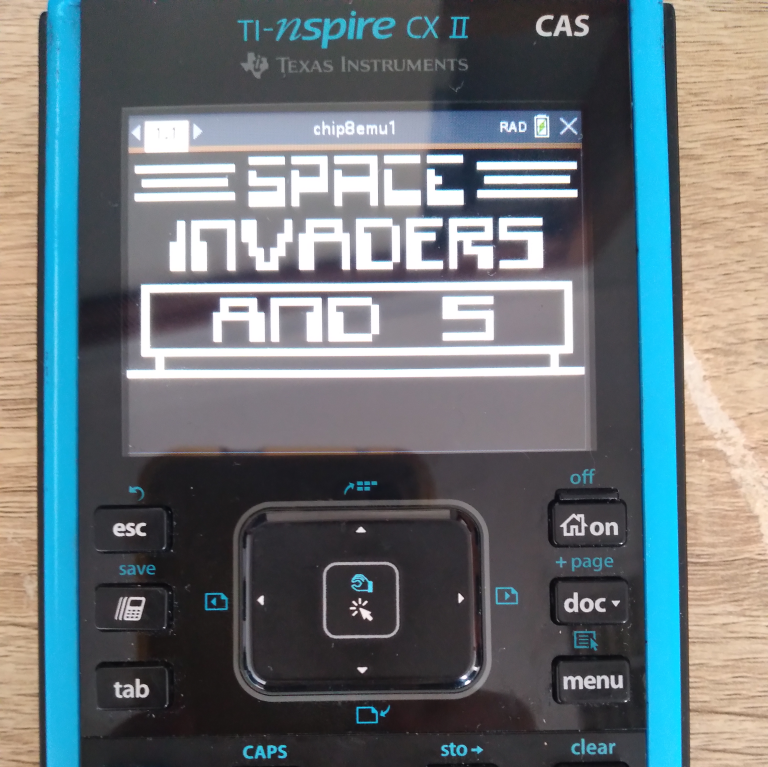 TI-nspire CX II CAS
TEXAS INSTRUMENTS
1.1 chip8emu1 RAD
SPACE
INVADERS
AND S
off
esc
on
save
+ page
doc
tab
menu
CAPS sto→ clear